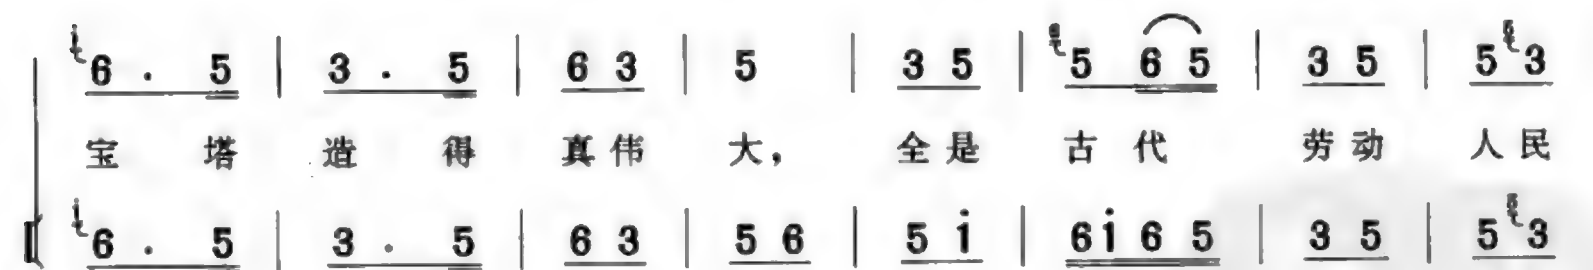 6 . 5 | 3 . 5 | 6 3 | 5 | 3 5 | 5 6 5 | 3 5 | 5 3
宝 塔 造 得 真 伟 大， 全 是 古 代 劳 动 人 民
6 . 5 | 3 . 5 | 6 3 | 5 6 | 5 i | 6 i 6 5 | 3 5 | 5 3